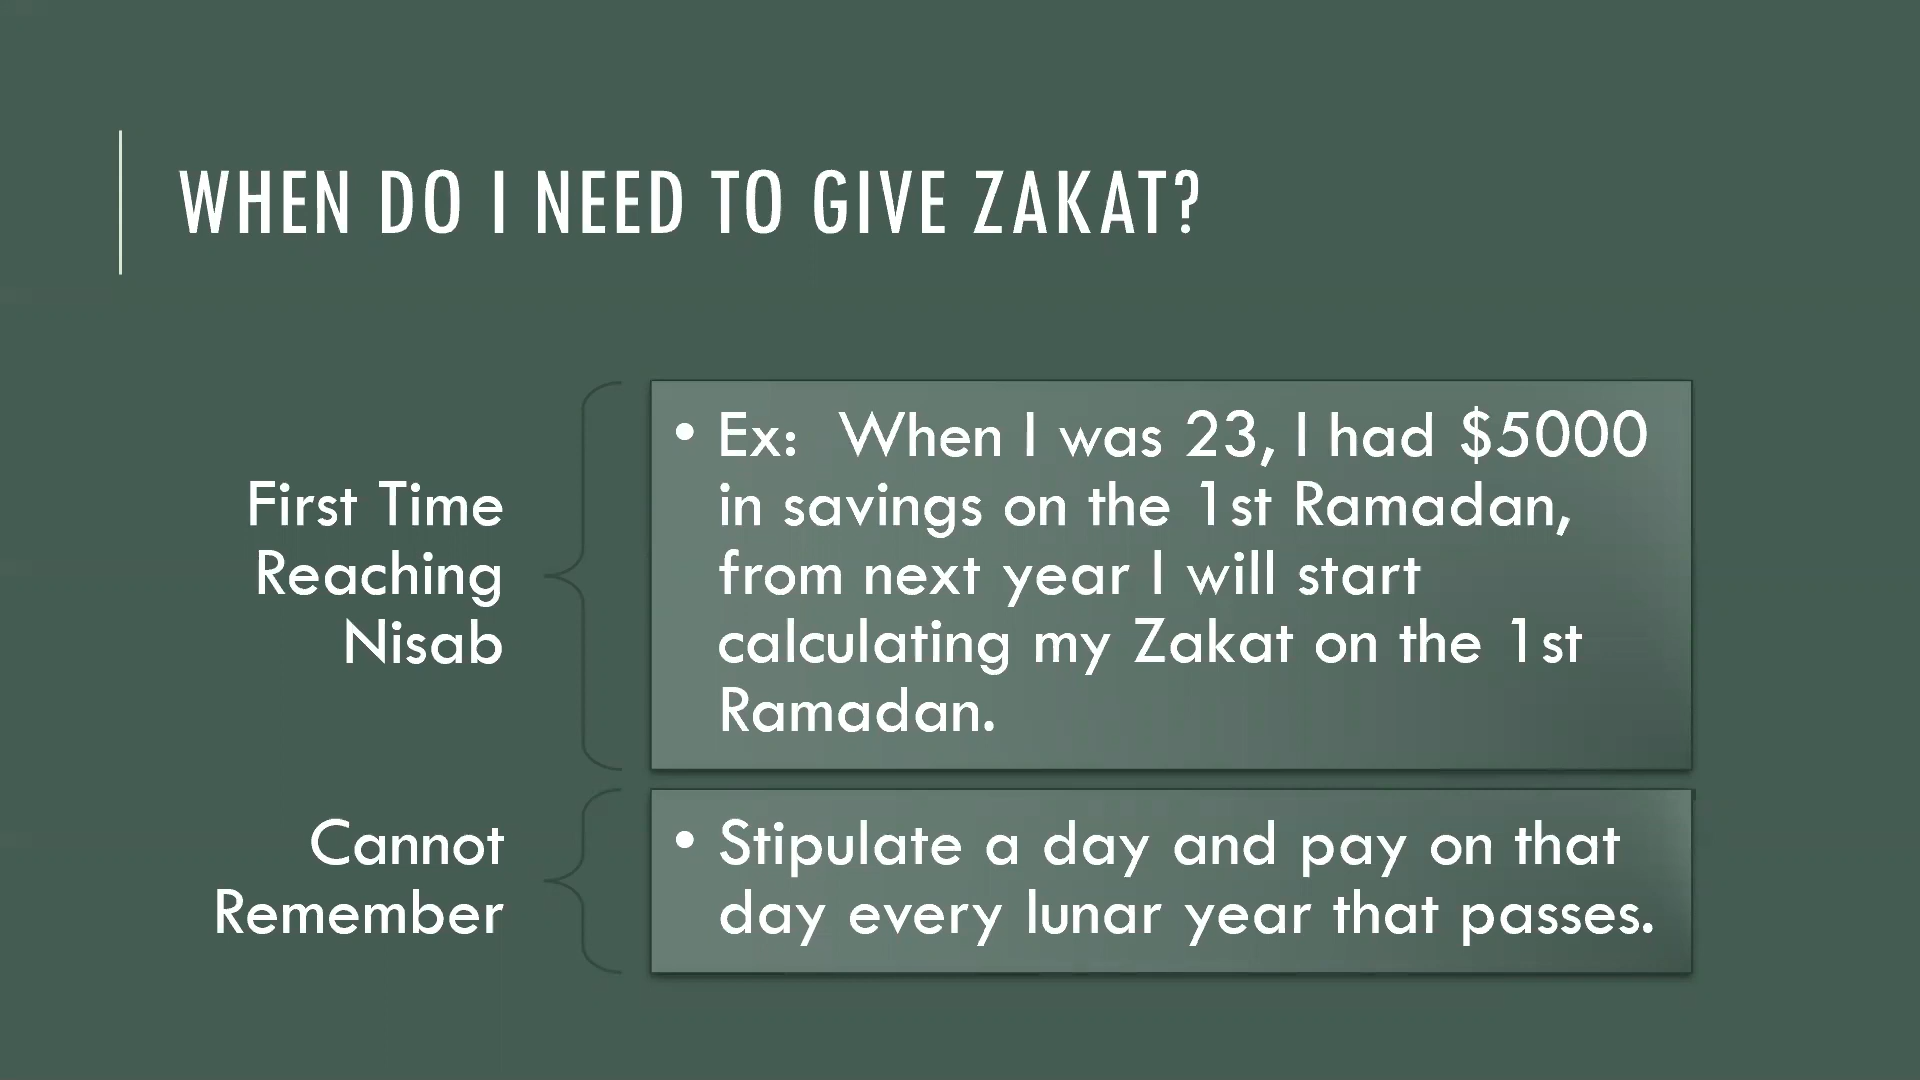 WHEN DO I NEED TO GIVE ZAKAT?
First Time
Reaching
Nisab
• Ex:  When I was 23, I had $5000
in savings on the 1st Ramadan,
from next year I will start
calculating my Zakat on the 1st
Ramadan.
Cannot
Remember
• Stipulate a day and pay on that
day every lunar year that passes.